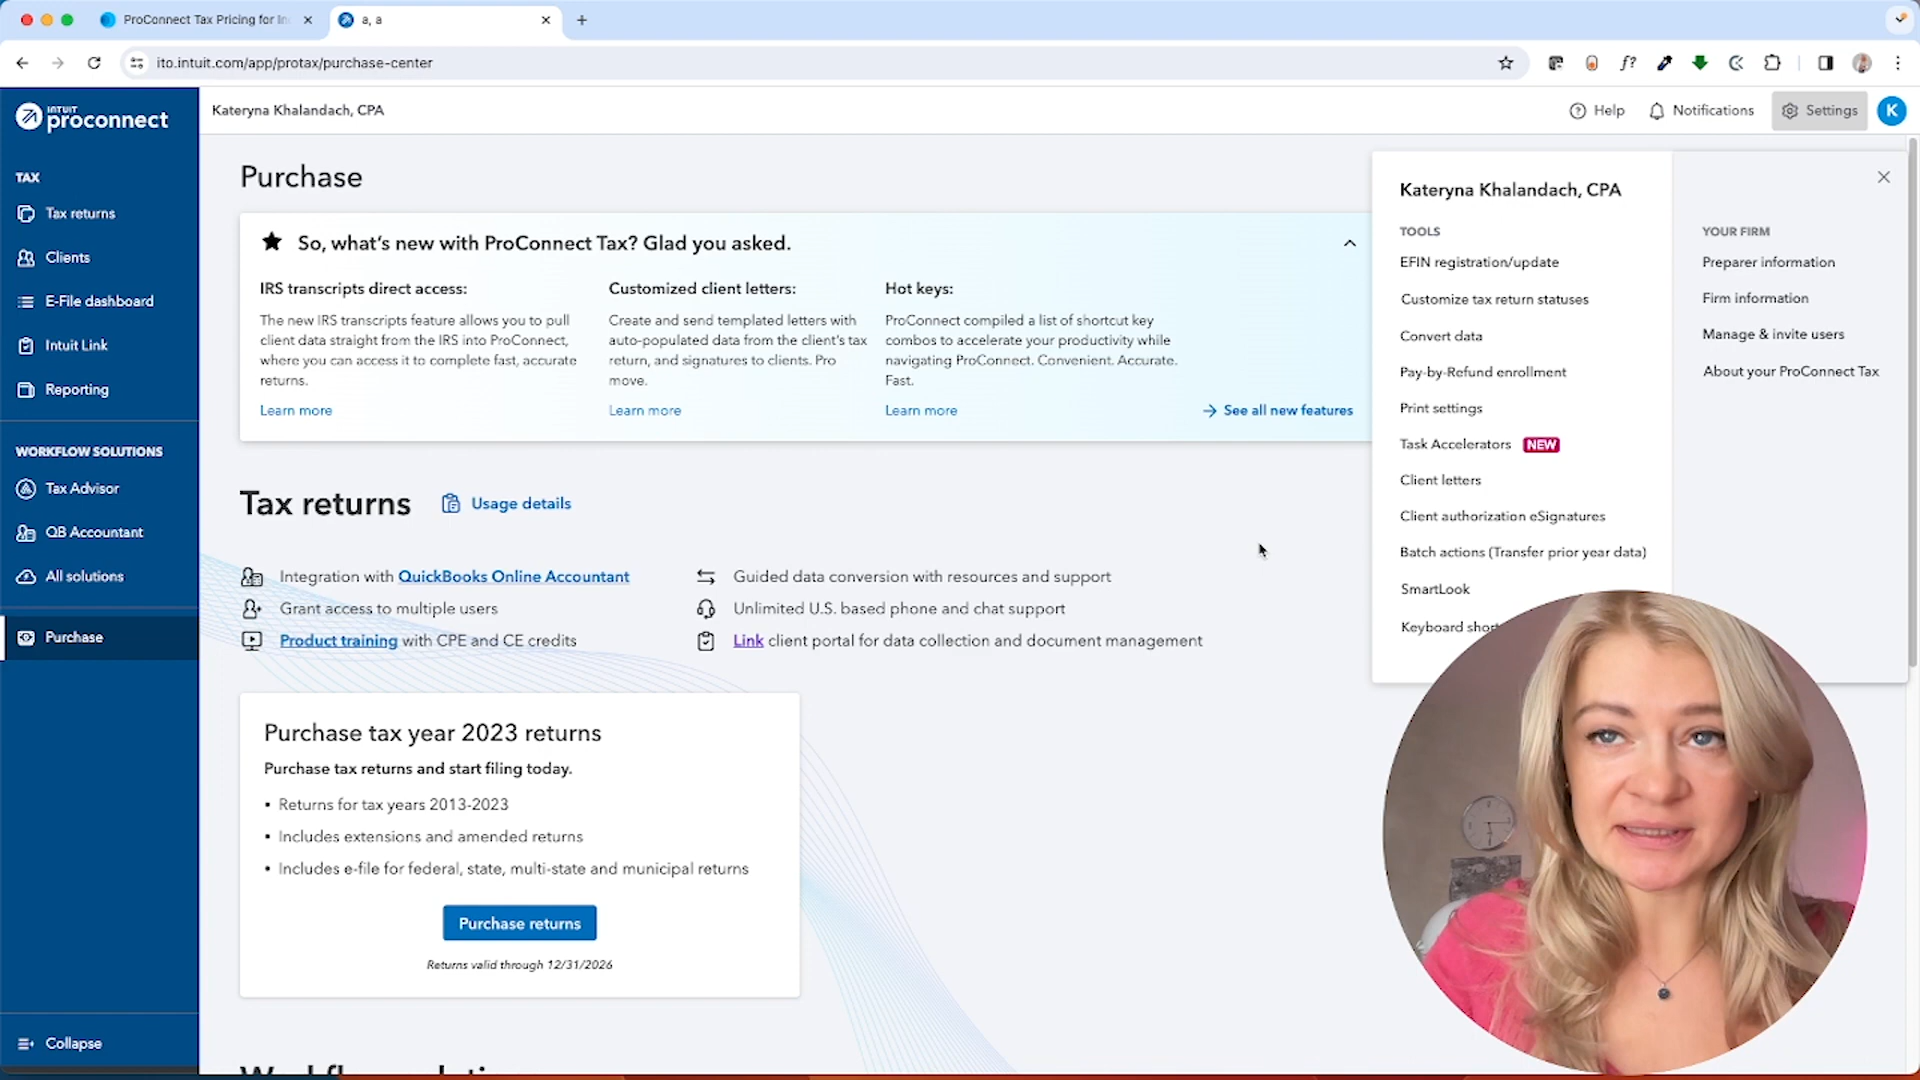 ProConnect Tax Pricing for In
a, a
ito.intuit.com/app/protax/purchase-center
f?
INTUIT
proconnect
Kateryna Khalandach, CPA
Help
Notifications
Settings
K
TAX
Tax returns
Clients
E-File dashboard
Intuit Link
Reporting
WORKFLOW SOLUTIONS
Tax Advisor
QB Accountant
All solutions
Purchase
Collapse
Purchase
So, what's new with ProConnect Tax? Glad you asked.
IRS transcripts direct access:
The new IRS transcripts feature allows you to pull
client data straight from the IRS into ProConnect,
where you can access it to complete fast, accurate
returns.
Learn more
Customized client letters:
Create and send templated letters with
auto-populated data from the client's tax
return, and signatures to clients. Pro
move.
Learn more
Hot keys:
ProConnect compiled a list of shortcut key
combos to accelerate your productivity while
navigating ProConnect. Convenient. Accurate.
Fast.
Learn more
See all new features
Tax returns
Usage details
Integration with QuickBooks Online Accountant
Grant access to multiple users
Product training with CPE and CE credits
Guided data conversion with resources and support
Unlimited U.S. based phone and chat support
Link client portal for data collection and document management
Purchase tax year 2023 returns
Purchase tax returns and start filing today.
• Returns for tax years 2013-2023
• Includes extensions and amended returns
• Includes e-file for federal, state, multi-state and municipal returns
Purchase returns
Returns valid through 12/31/2026
Kateryna Khalandach, CPA
TOOLS
EFIN registration/update
Customize tax return statuses
Convert data
Pay-by-Refund enrollment
Print settings
Task Accelerators NEW
Client letters
Client authorization eSignatures
Batch actions (Transfer prior year data)
SmartLook
Keyboard short
YOUR FIRM
Preparer information
Firm information
Manage & invite users
About your ProConnect Tax